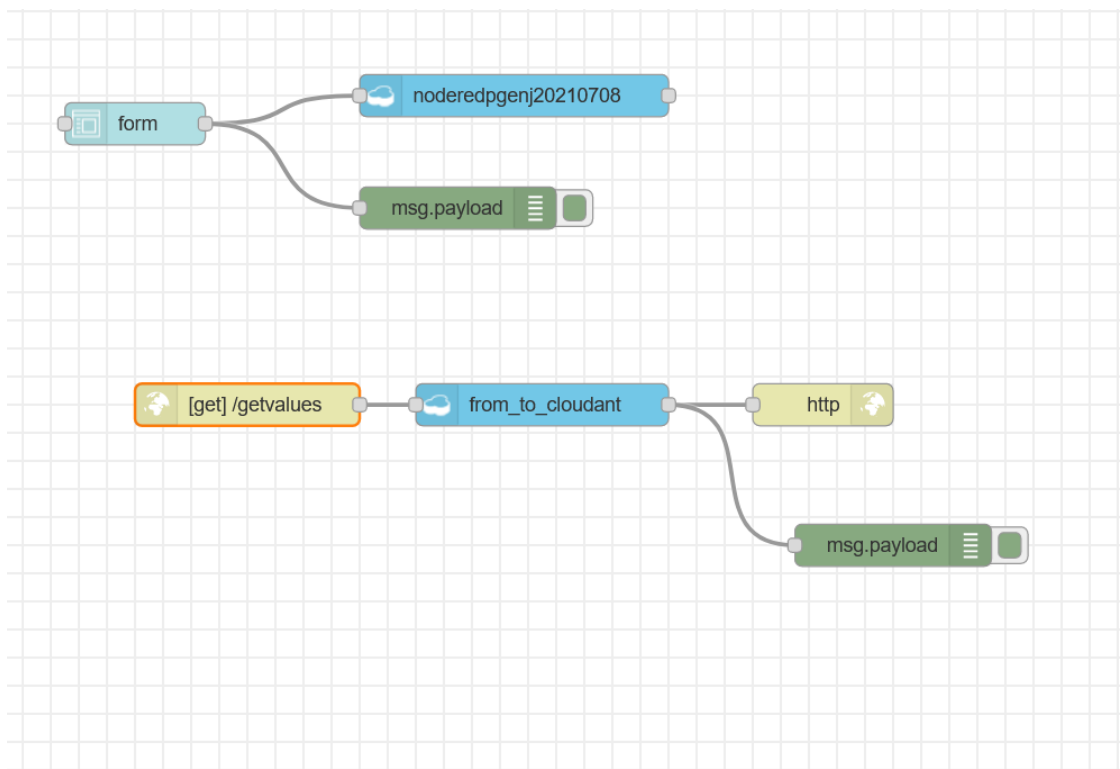 form
noderedpgenj20210708
msg.payload
[get] /getvalues
from_to_cloudant
http
msg.payload